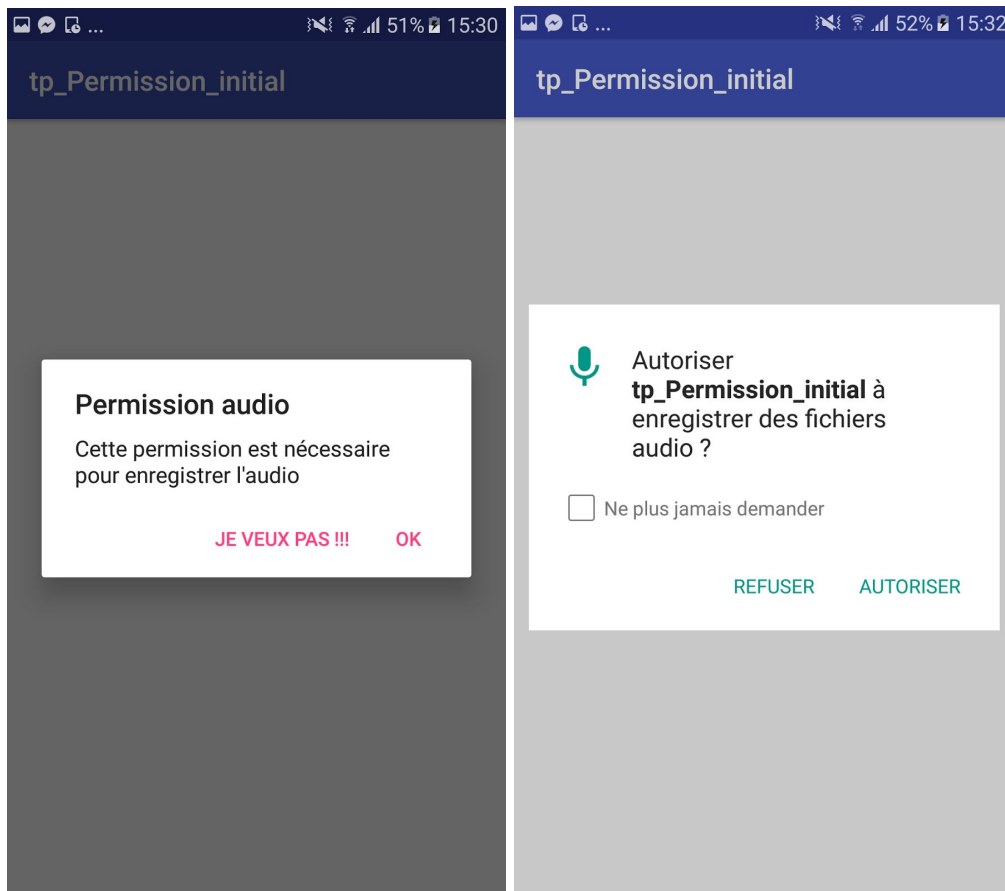 ... 51% 15:30
tp_Permission_initial
Permission audio
Cette permission est nécessaire
pour enregistrer l'audio
JE VEUX PAS !!! OK
... 52% 15:32
tp_Permission_initial
Autoriser
tp_Permission_initial à
enregistrer des fichiers
audio ?
Ne plus jamais demander
REFUSER AUTORISER